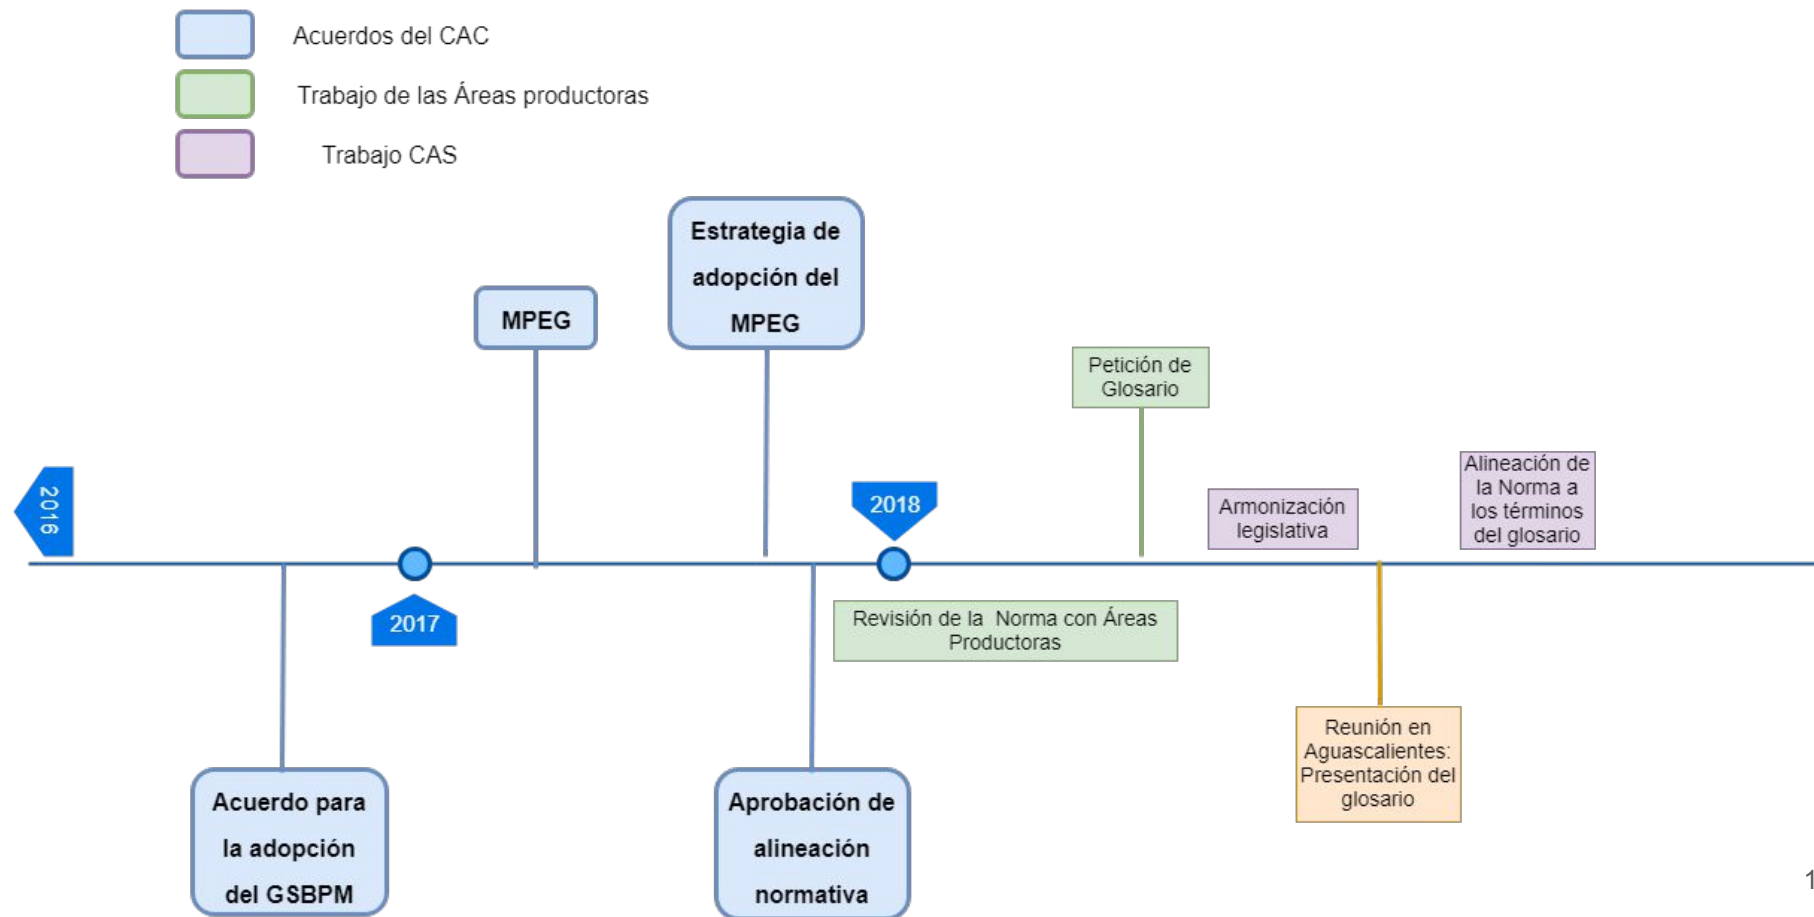 Acuerdos del CAC
Trabajo de las Áreas productoras
Trabajo CAS
Estrategia de
adopción del
MPEG
MPEG
Petición de
Glosario
Alineación de
la Norma a
los términos
del glosario
Armonización
legislativa
2016
2018
2017
Revisión de la  Norma con Áreas
Productoras
Reunión en
Aguascalientes:
Presentación del
glosario
Acuerdo para
la adopción
del GSBPM
Aprobación de
alineación
normativa
1